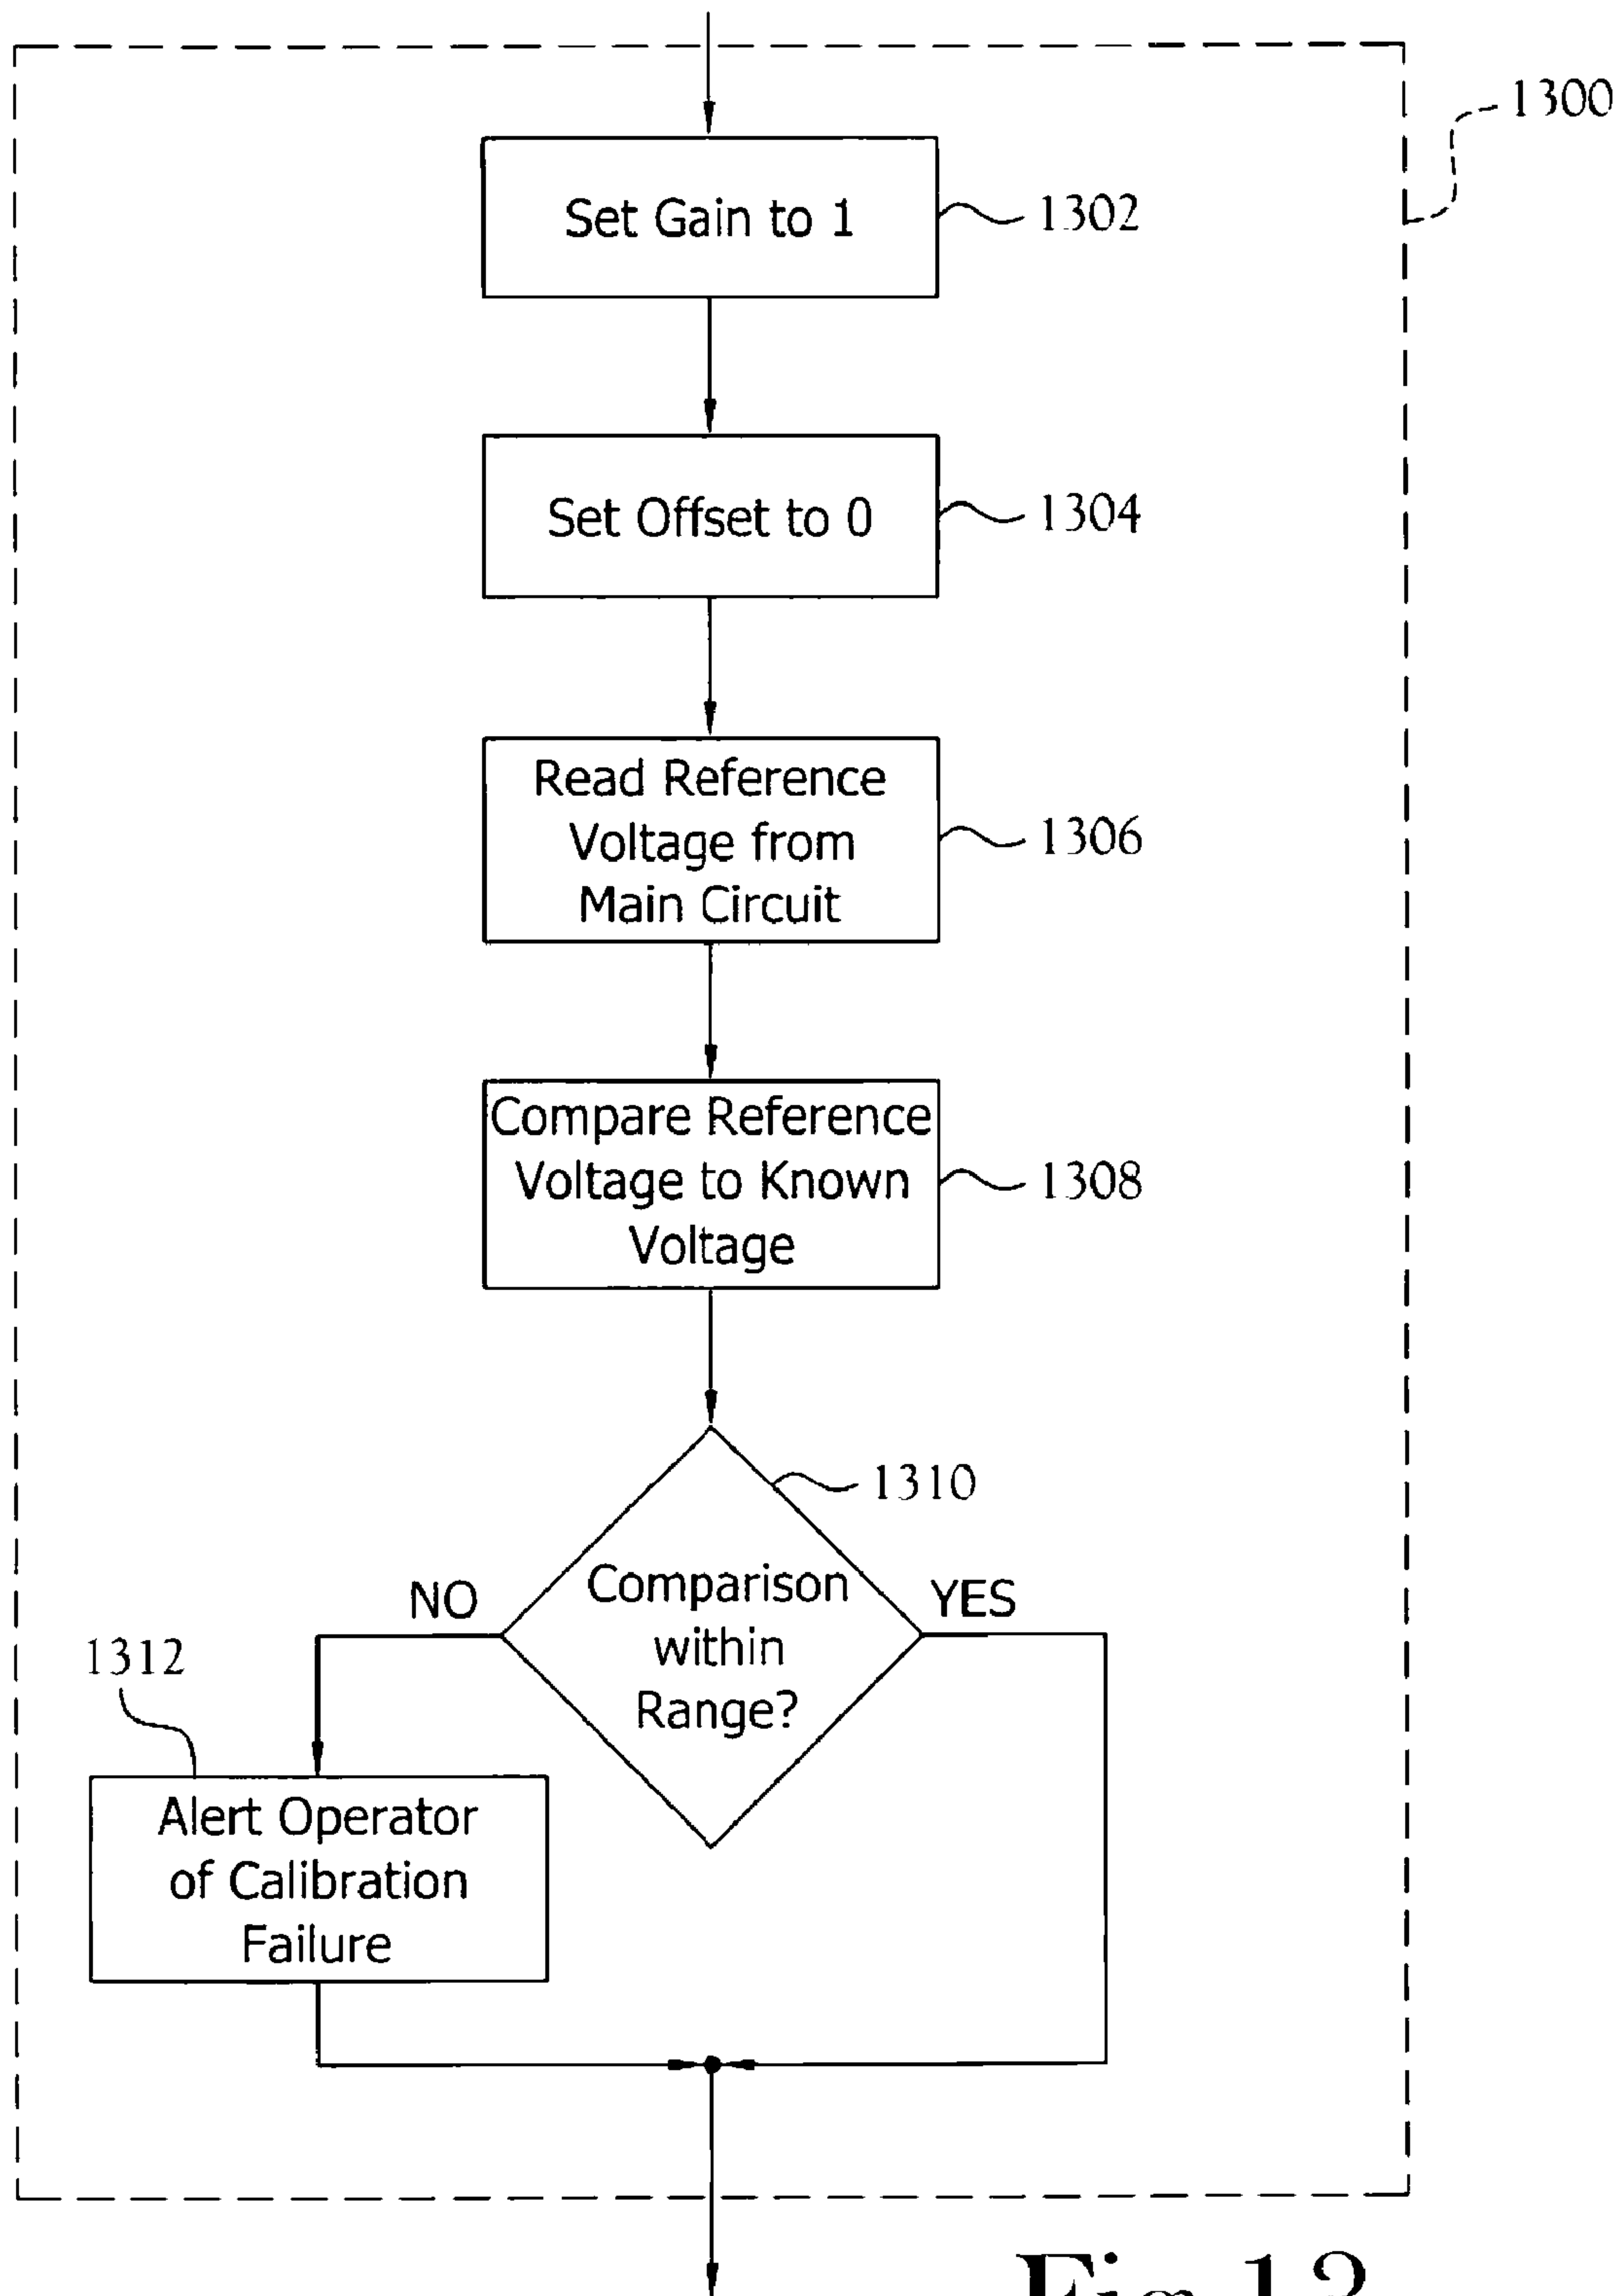 1300
Set Gain to 1
1302
Set Offset to 0
1304
Read Reference
Voltage from
Main Circuit
1306
Compare Reference
Voltage to Known
Voltage
1308
1310
Comparison
within
Range?
NO
YES
1312
Alert Operator
of Calibration
Failure